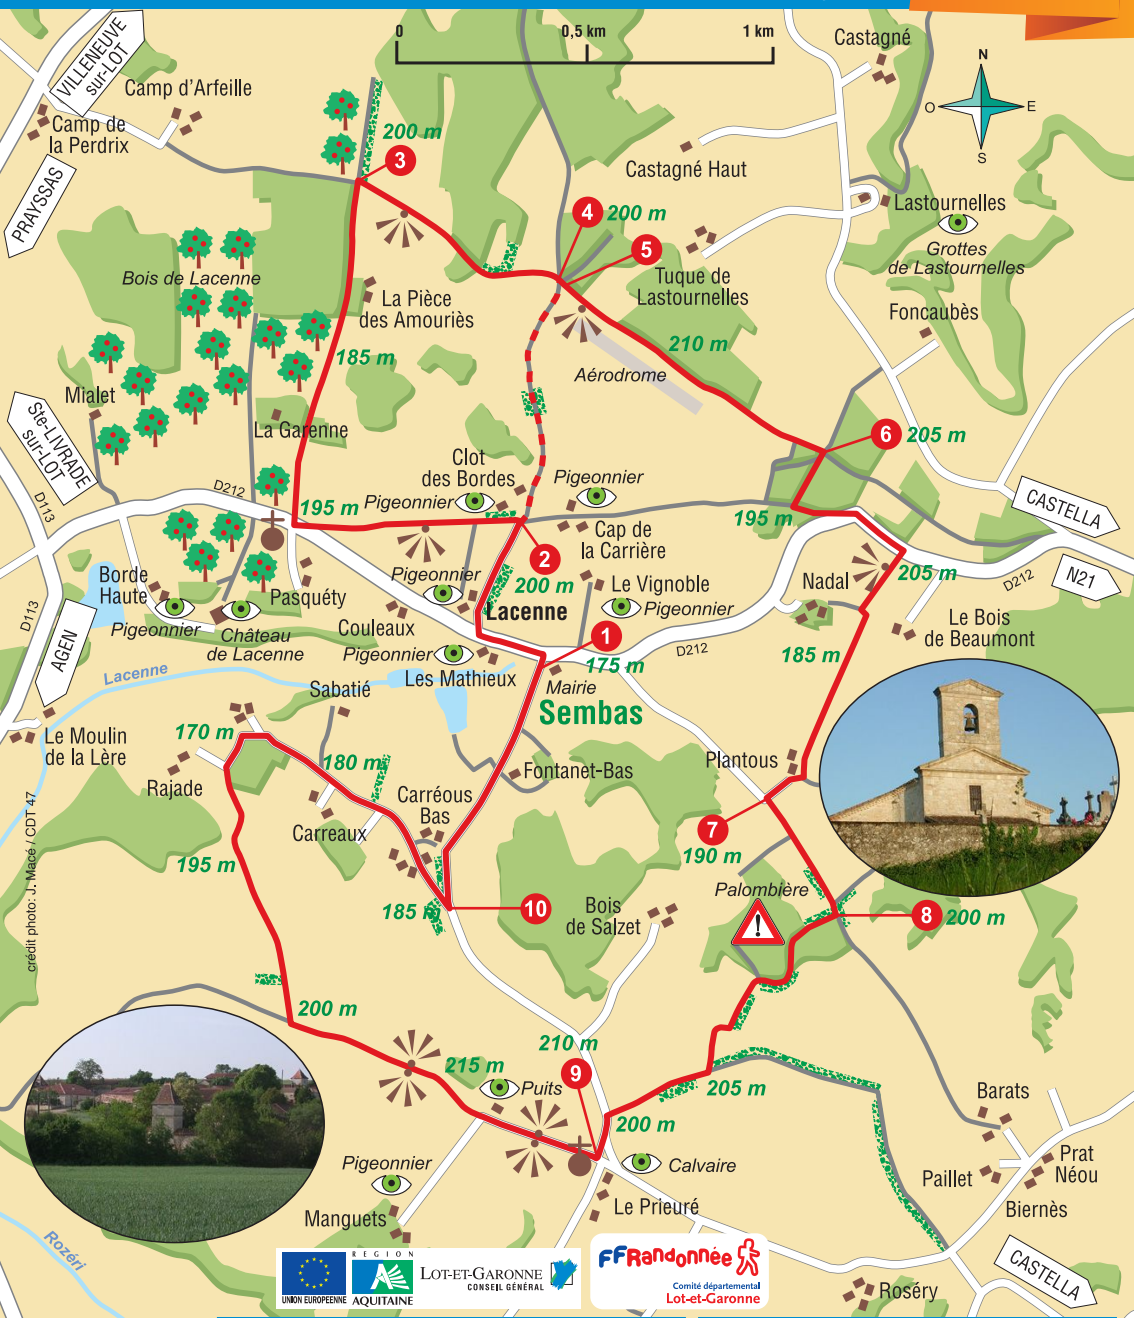 0
0,5 km
1 km
VILLENEUVE
sur-LOT
Camp d'Arfeille
Camp de
la Perdrix
PRAYSSAS
200 m
3
Castagné
N
O
E
S
Castagné Haut
4
200 m
5
Lastournelles
Grottes
de Lastournelles
Tuque de
Lastournelles
Foncaubès
Bois de Lacenne
La Pièce
des Amouriès
185 m
210 m
Aérodrome
Mialet
La Garenne
Ste-LIVRADE
sur-LOT
D113
D212
6
205 m
Clot
des Bordes
Pigeonnier
Pigeonnier
195 m
195 m
CASTELLA
Cap de
la Carrière
2
200 m
Pigeonnier
Lacenne
Le Vignoble
Pigeonnier
Nadal
205 m
D212
N21
Borde
Haute
Pigeonnier
Pasquéty
Château
de Lacenne
Couleaux
Pigeonnier
Les Mathieux
1
175 m
D212
Le Bois
de Beaumont
185 m
D113
AGEN
Lacenne
Sabatié
Mairie
Sembas
Le Moulin
de la Lère
170 m
180 m
Rajade
Fontanet-Bas
Plantous
Carréous
Bas
Carreaux
7
190 m
195 m
crédit photo: J. Macé / CDT 47
Palombière
!
185 m
10
Bois
de Salzet
8
200 m
200 m
210 m
215 m
9
Puits
205 m
200 m
Barats
Pigeonnier
Calvaire
Prat
Néou
Paillet
Manguets
Le Prieuré
Biernès
Rozéri
CASTELLA
Roséry
UNION EUROPEENNE
REGION
AQUITAINE
LOT-ET-GARONNE
CONSEIL GÉNÉRAL
FFRandonnée
Comité départemental
Lot-et-Garonne